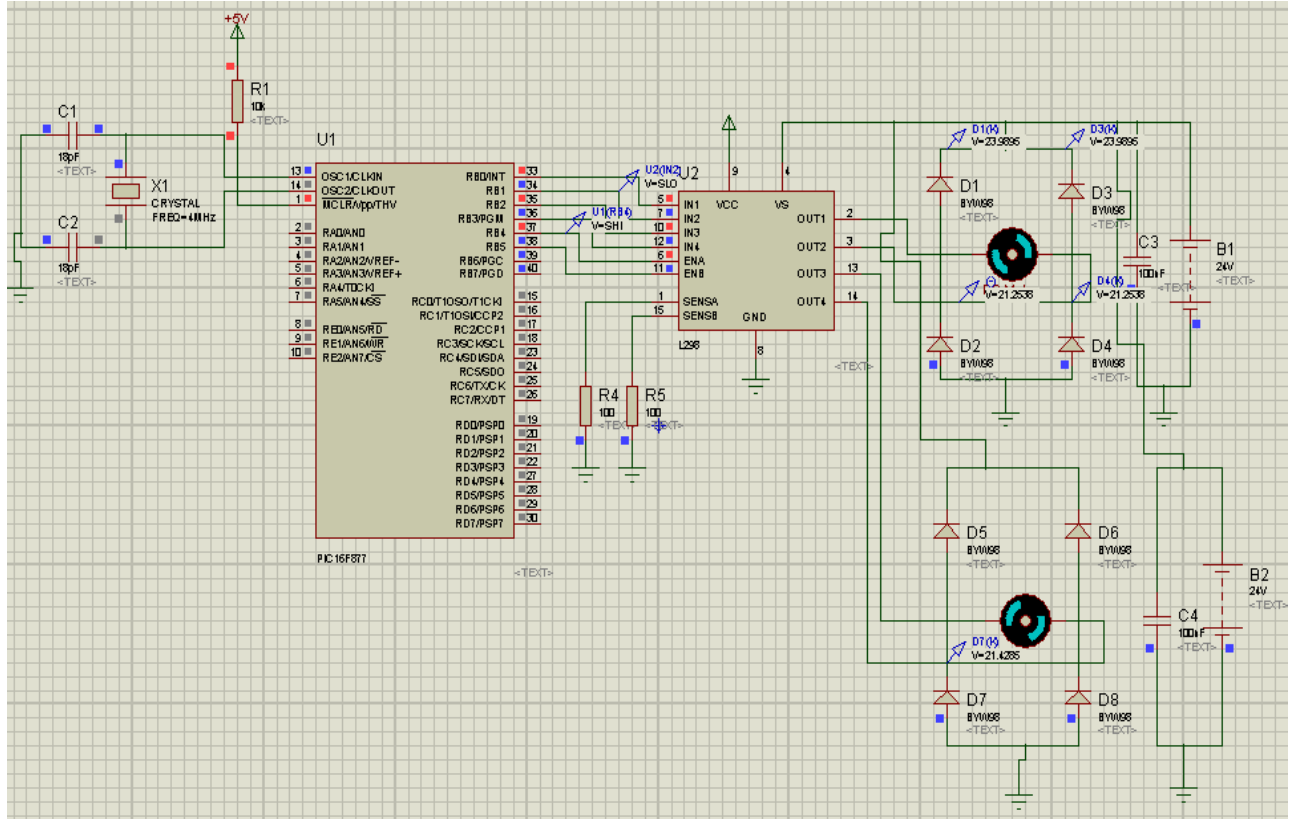 +5V
R1
10k
<TEXT>
C1
18pF
<TEXT>
X1
CRYSTAL
FREQ=4MHz
C2
18pF
<TEXT>
U1
13 OSC1/CLKIN
14 OSC2/CLKOUT
1 MCLR/Vpp/THV
2 RA0/AN0
3 RA1/AN1
4 RA2/AN2/VREF-
5 RA3/AN3/VREF+
6 RA4/T0CKI
7 RA5/AN4/SS
8 RE0/AN5/RD
9 RE1/AN6/WR
10 RE2/AN7/CS
RB0/INT 33
RB1 34
RB2 35
RB3/PGM 36
RB4 37
RB5 38
RB6/PGC 39
RB7/PGD 40
RC0/T1OSO/T1CKI 15
RC1/T1OSI/CCP2 16
RC2/CCP1 17
RC3/SCK/SCL 18
RC4/SDI/SDA 23
RC5/SDO 24
RC6/TX/CK 25
RC7/RX/DT 26
RD0/PSP0 19
RD1/PSP1 20
RD2/PSP2 21
RD3/PSP3 22
RD4/PSP4 27
RD5/PSP5 28
RD6/PSP6 29
RD7/PSP7 30
PIC16F877
<TEXT>
U2(IN2)
V=SLO
U1(RB4)
V=SHI
U2
5 IN1
7 IN2
10 IN3
12 IN4
6 ENA
11 ENB
1 SENSA
15 SENSB
9
VCC
4
VS
OUT1 2
OUT2 3
OUT3 13
OUT4 14
GND
8
L298
<TEXT>
R4
100
<TEXT>
R5
100
<TEXT>
D1(K)
V=23.9895
D3(K)
V=23.9895
D1
BYW98
D3
BYW98
V=21.2538
D4(K)
V=21.2538
D2
BYW98
<TEXT>
D4
BYW98
<TEXT>
C3
100nF
<TEXT>
B1
24V
<TEXT>
D5
BYW98
<TEXT>
D6
BYW98
<TEXT>
D7(K)
V=21.4285
D7
BYW98
<TEXT>
D8
BYW98
<TEXT>
C4
100nF
<TEXT>
B2
24V
<TEXT>